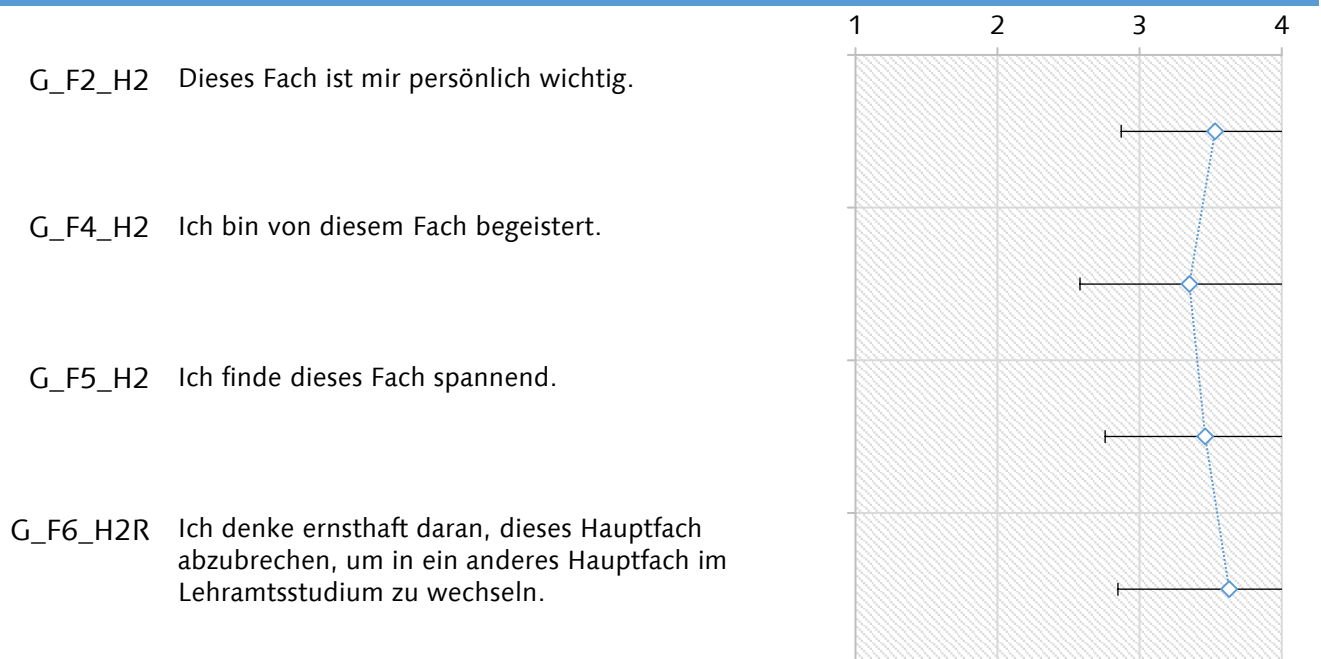 1 2 3 4
G_F2_H2 Dieses Fach ist mir persönlich wichtig.
G_F4_H2 Ich bin von diesem Fach begeistert.
G_F5_H2 Ich finde dieses Fach spannend.
G_F6_H2R Ich denke ernsthaft daran, dieses Hauptfach
abzubrechen, um in ein anderes Hauptfach im
Lehramtsstudium zu wechseln.